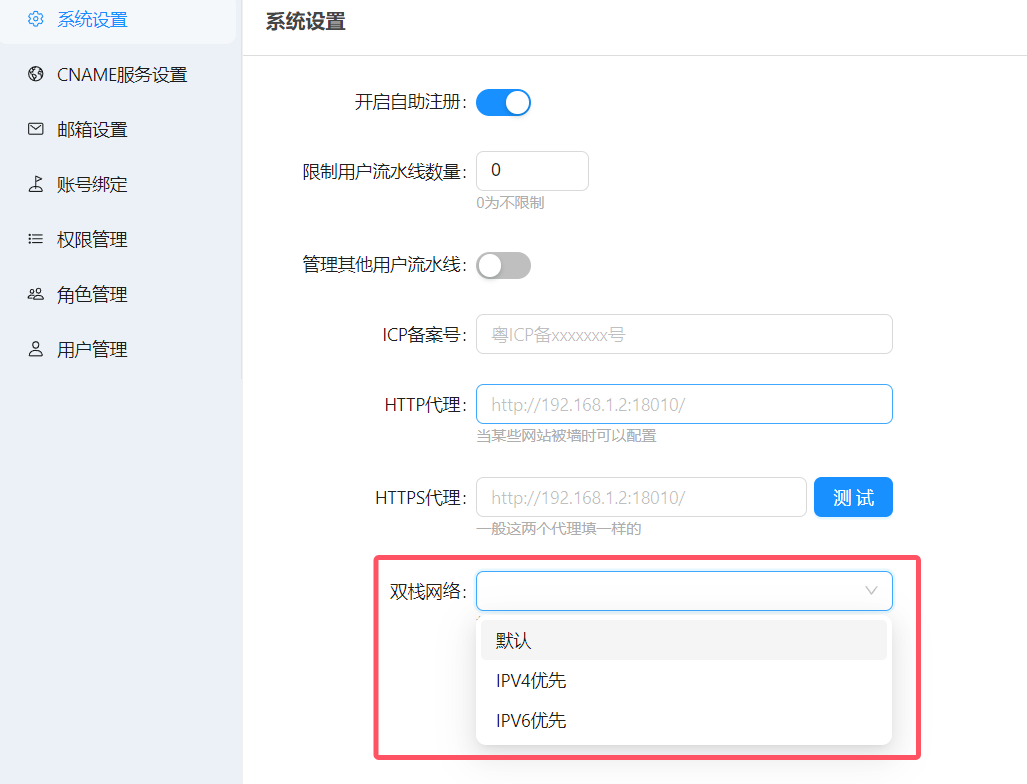 系统设置
CNAME服务设置
邮箱设置
账号绑定
权限管理
角色管理
用户管理
系统设置
开启自助注册:
限制用户流水线数量: 0
0为不限制
管理其他用户流水线:
ICP备案号: 粤ICP备xxxxxxx号
HTTP代理: http://192.168.1.2:18010/
当某些网站被墙时可以配置
HTTPS代理: http://192.168.1.2:18010/ 测 试
一般这两个代理填一样的
双栈网络:
默认
IPV4优先
IPV6优先